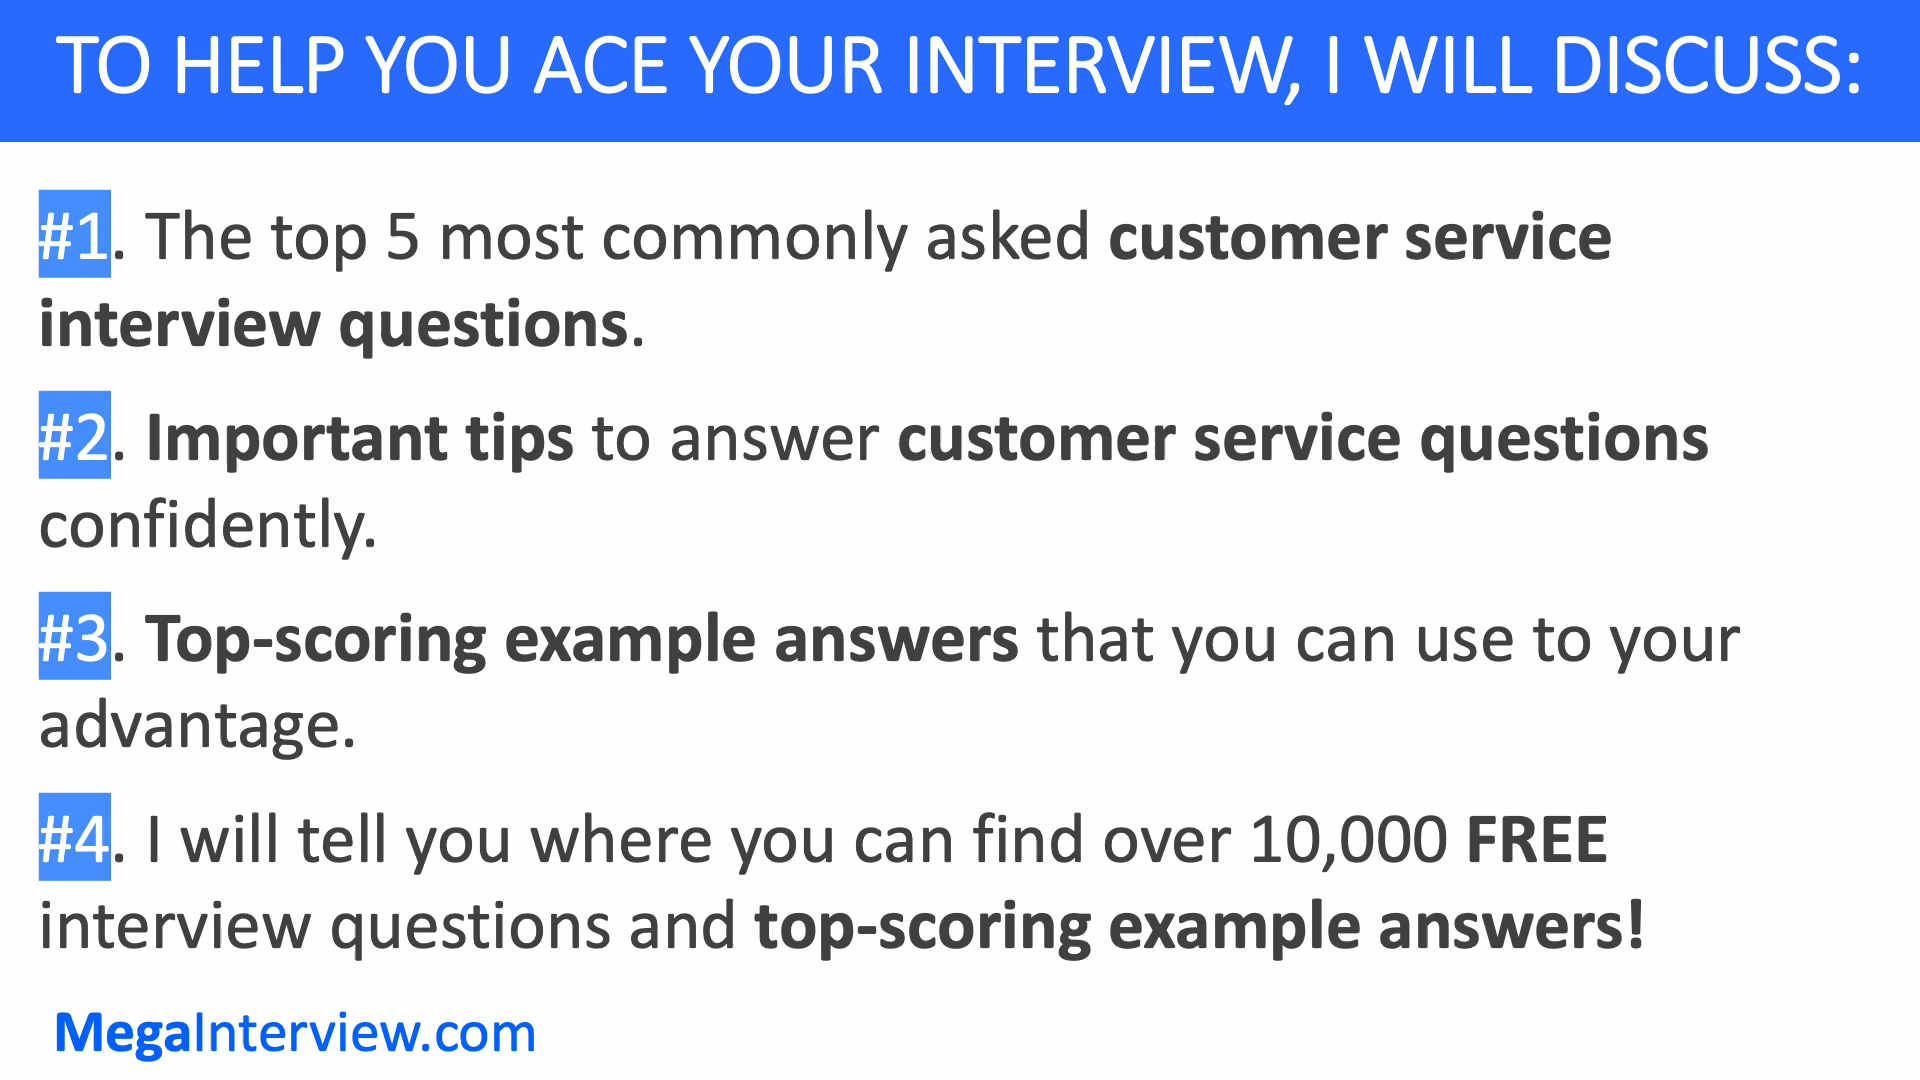 TO HELP YOU ACE YOUR INTERVIEW, I WILL DISCUSS:
#1. The top 5 most commonly asked customer service
interview questions.
#2. Important tips to answer customer service questions
confidently.
#3. Top-scoring example answers that you can use to your
advantage.
#4. I will tell you where you can find over 10,000 FREE
interview questions and top-scoring example answers!
MegaInterview.com